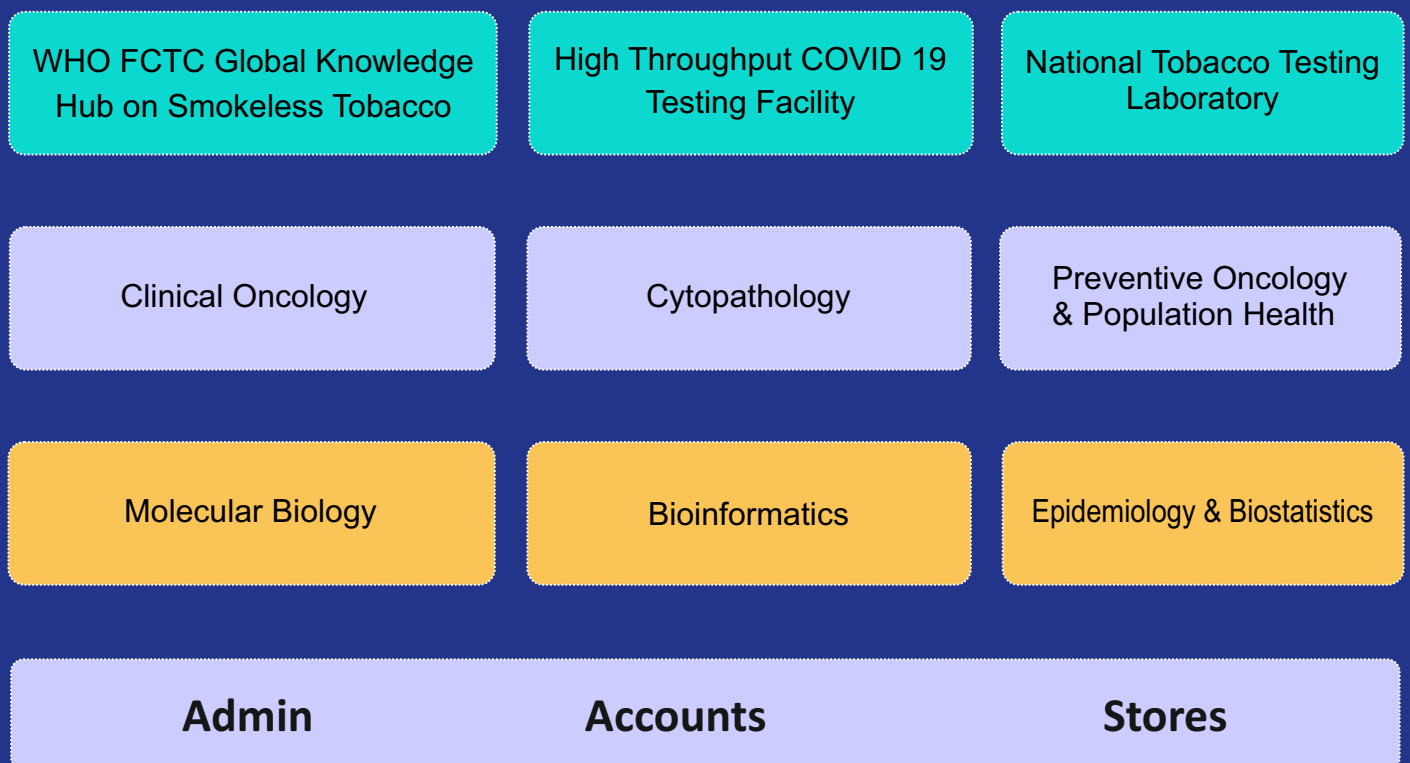 WHO FCTC Global Knowledge
Hub on Smokeless Tobacco
High Throughput COVID 19
Testing Facility
National Tobacco Testing
Laboratory
Clinical Oncology
Cytopathology
Preventive Oncology
& Population Health
Molecular Biology
Bioinformatics
Epidemiology & Biostatistics
Admin
Accounts
Stores